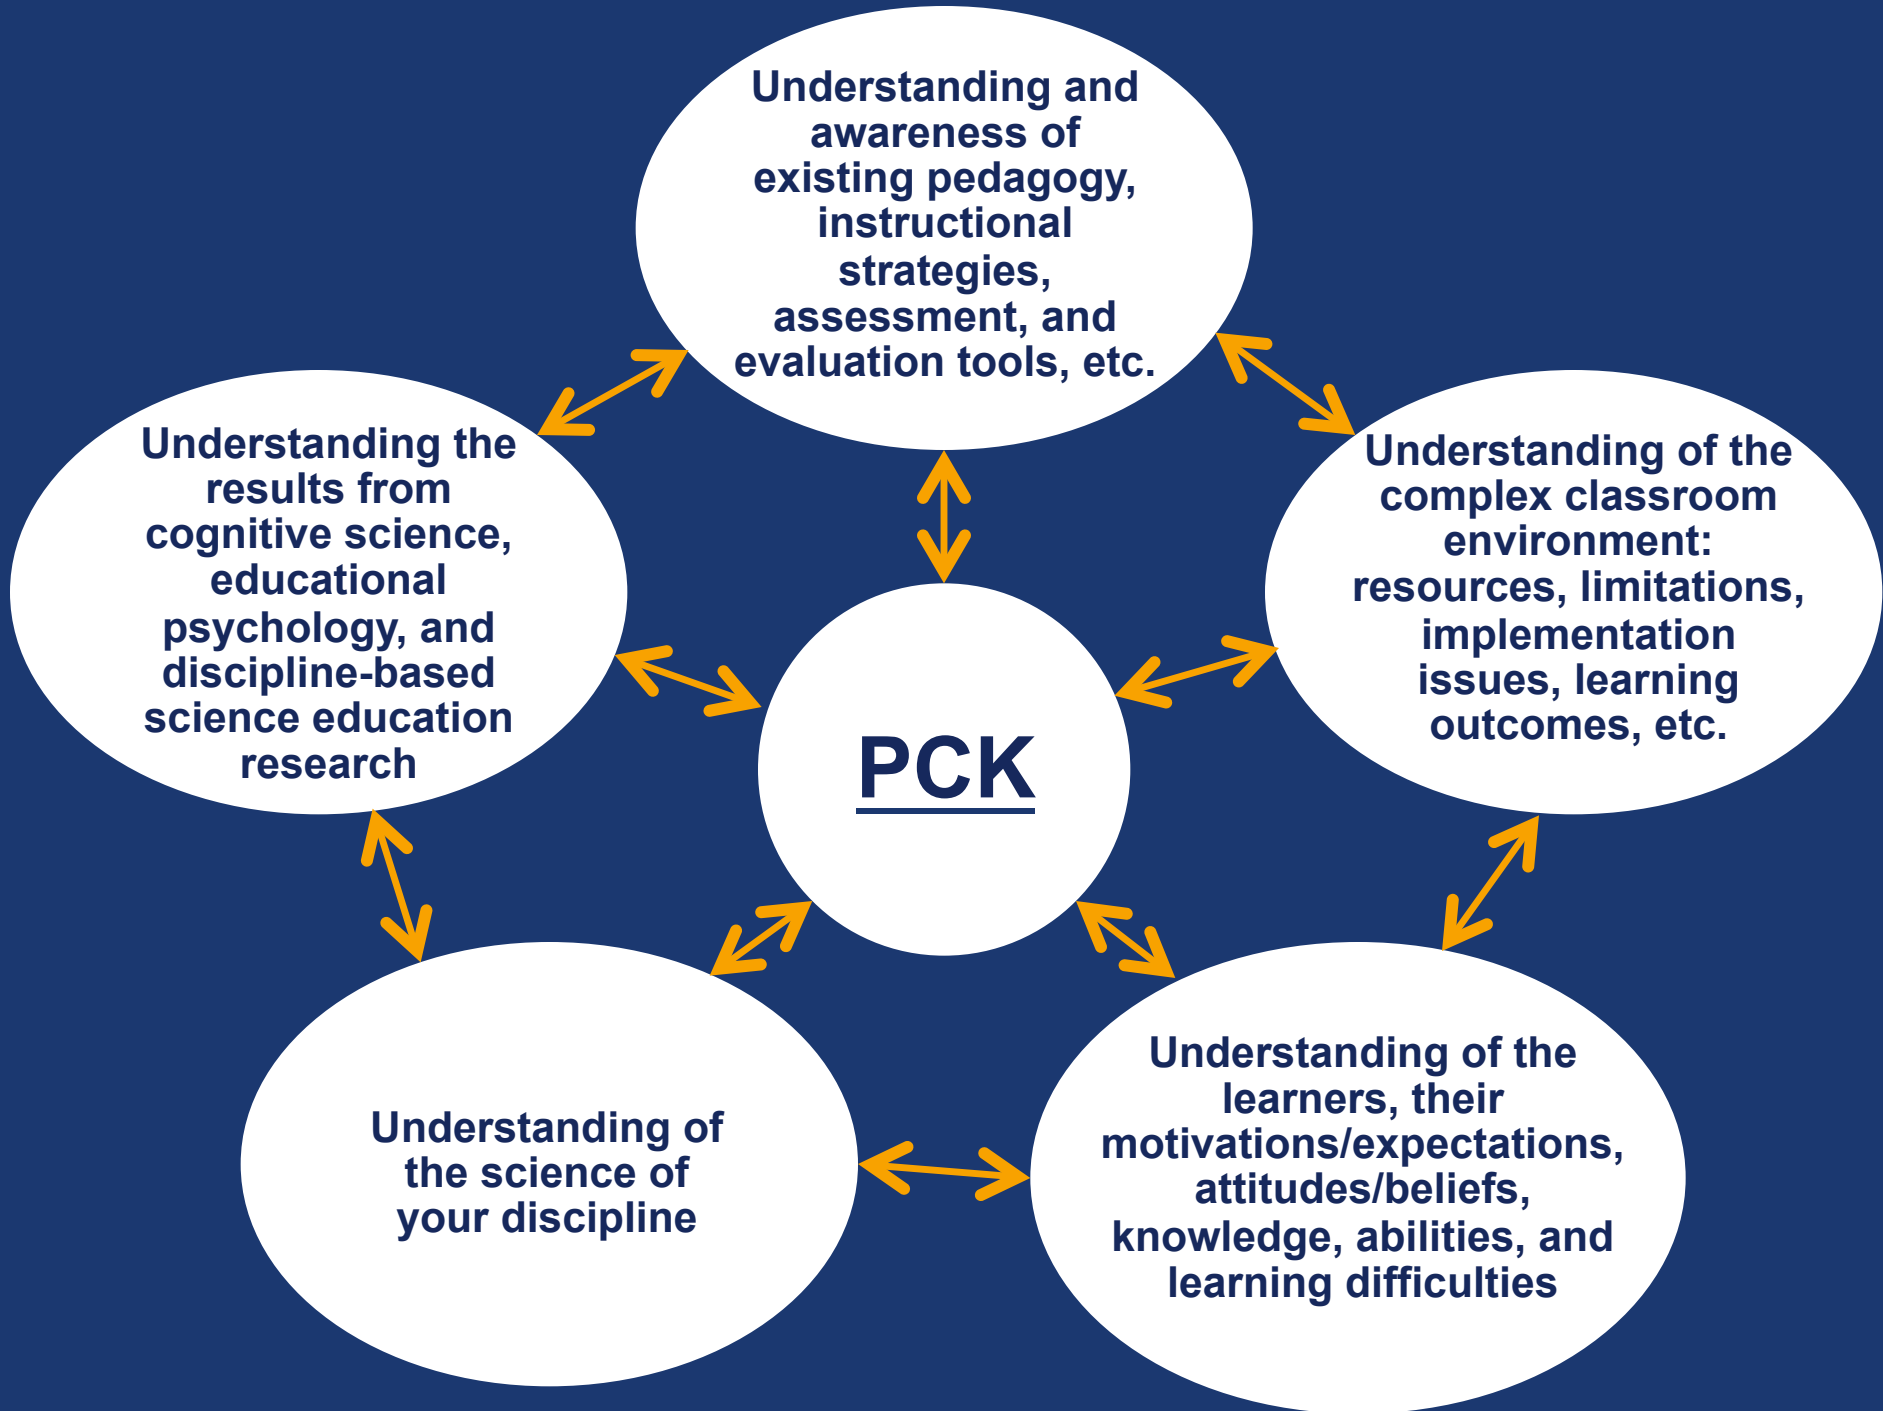 Understanding and
awareness of
existing pedagogy,
instructional
strategies,
assessment, and
evaluation tools, etc.
Understanding the
results from
cognitive science,
educational
psychology, and
discipline-based
science education
research
Understanding of the
complex classroom
environment:
resources, limitations,
implementation
issues, learning
outcomes, etc.
PCK
Understanding of
the science of
your discipline
Understanding of the
learners, their
motivations/expectations,
attitudes/beliefs,
knowledge, abilities, and
learning difficulties